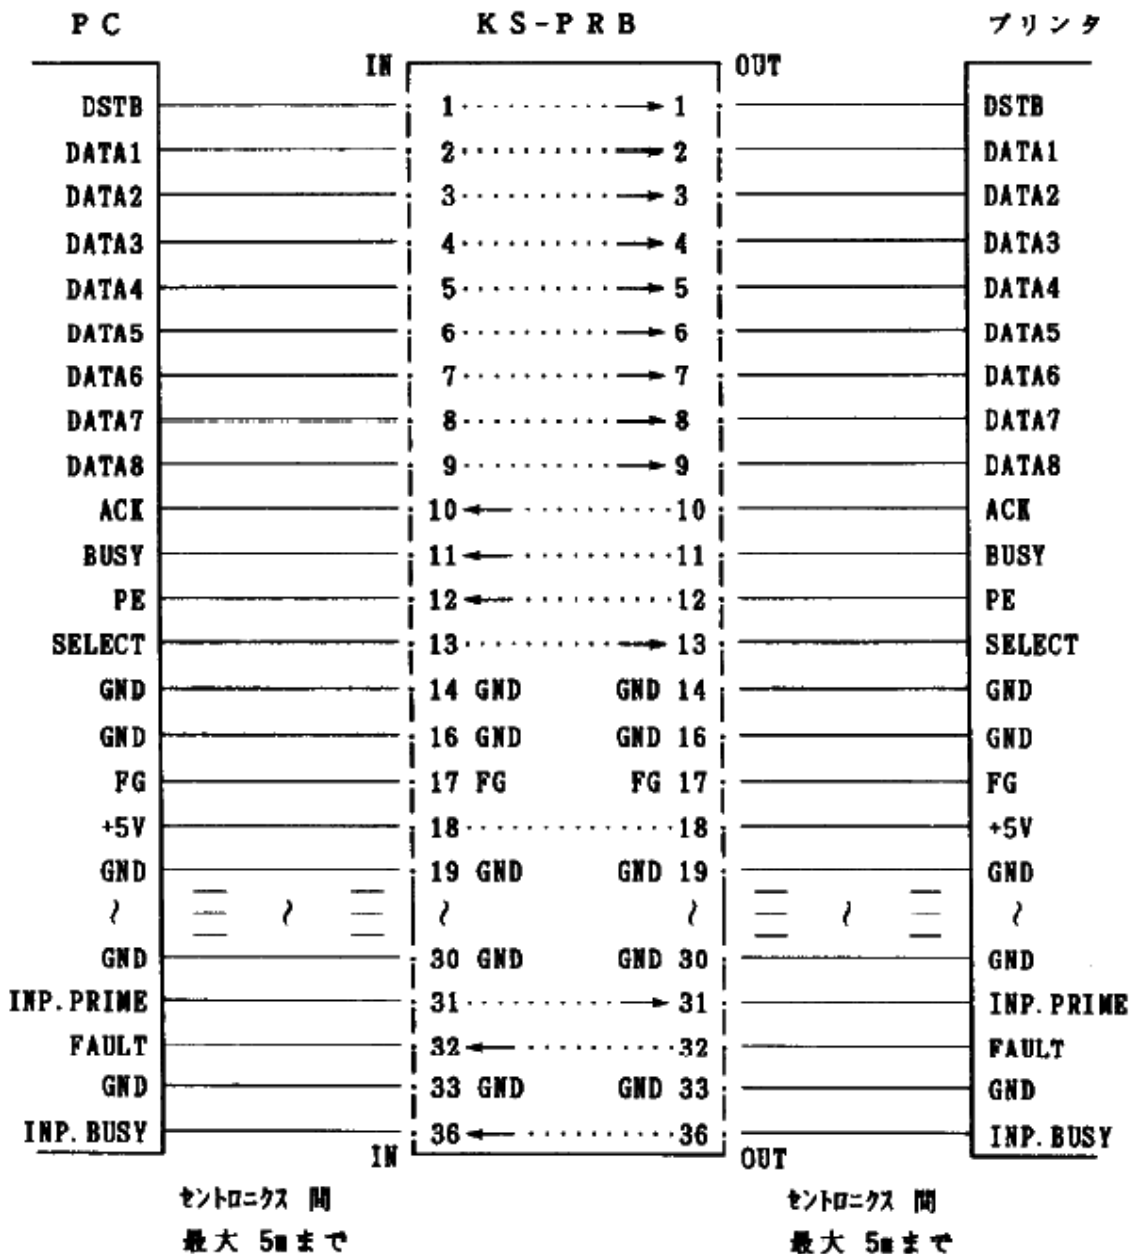 PC KS-PRB プリンタ
IN OUT
DSTB 1 1 DSTB
DATA1 2 2 DATA1
DATA2 3 3 DATA2
DATA3 4 4 DATA3
DATA4 5 5 DATA4
DATA5 6 6 DATA5
DATA6 7 7 DATA6
DATA7 8 8 DATA7
DATA8 9 9 DATA8
ACK 10 10 ACK
BUSY 11 11 BUSY
PE 12 12 PE
SELECT 13 13 SELECT
GND 14 GND GND 14 GND
GND 16 GND GND 16 GND
FG 17 FG FG 17 FG
+5V 18 18 +5V
GND 19 GND GND 19 GND
~ ~ ~ ~ ~ ~
GND 30 GND GND 30 GND
INP.PRIME 31 31 INP.PRIME
FAULT 32 32 FAULT
GND 33 GND GND 33 GND
INP.BUSY 36 36 INP.BUSY
IN OUT
セントロニクス 間 セントロニクス 間
最大 5mまで 最大 5mまで